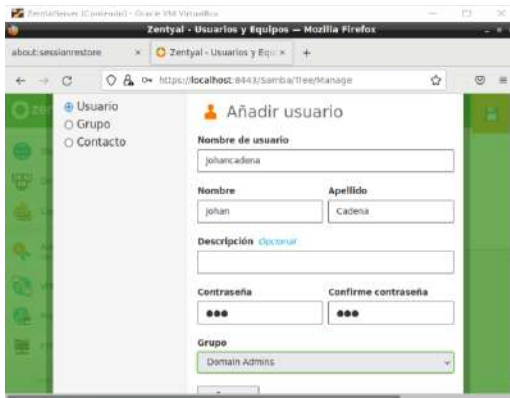 ZentyalServer [Corriendo] - Oracle VM VirtualBox
Zentyal - Usuarios y Equipos — Mozilla Firefox
about:sessionrestore
Zentyal - Usuarios y Equi
https://localhost:8443/Samba/Tree/Manage
Usuario
Grupo
Contacto
Añadir usuario
Nombre de usuario
johancadena
Nombre
Apellido
johan
Cadena
Descripción Opcional
Contraseña
Confirme contraseña
Grupo
Domain Admins